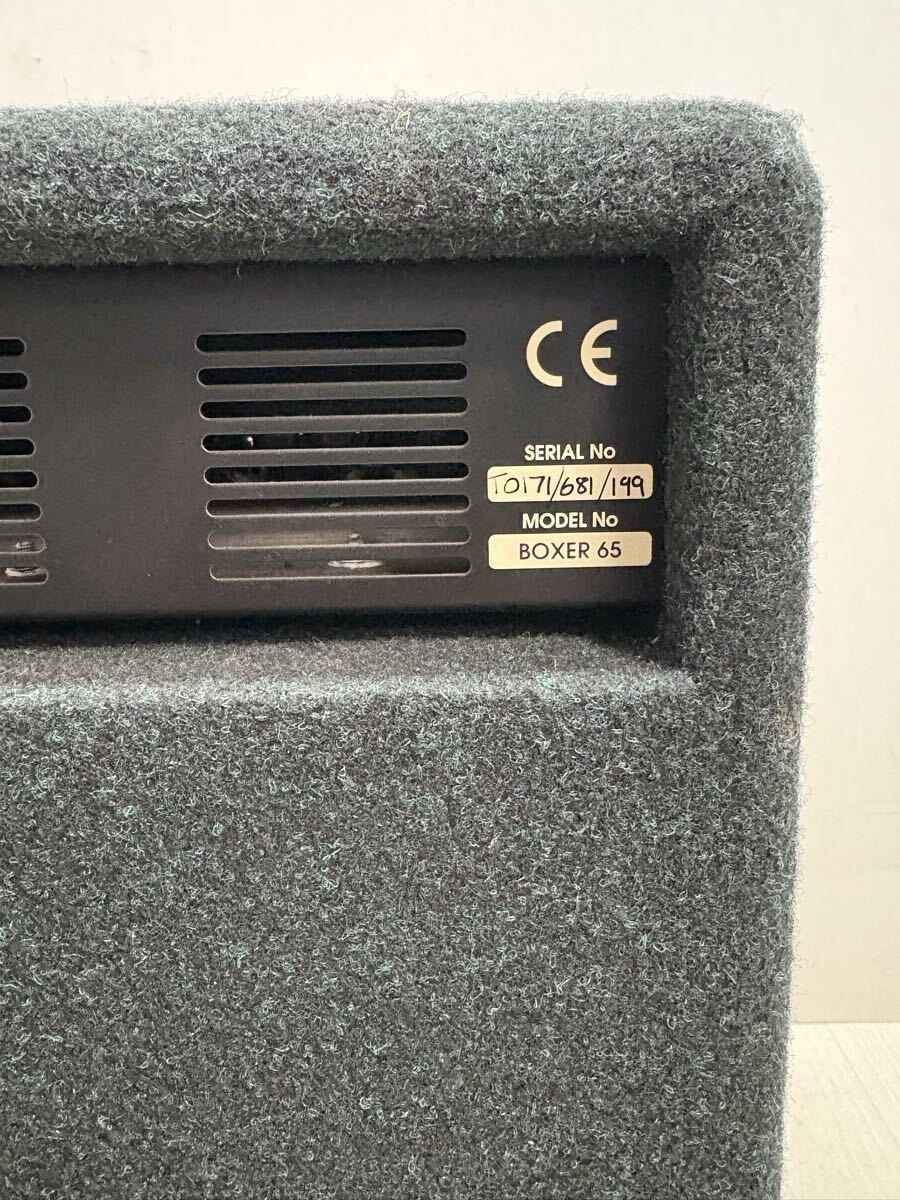 CE
SERIAL No
T0171/681/199
MODEL No
BOXER 65